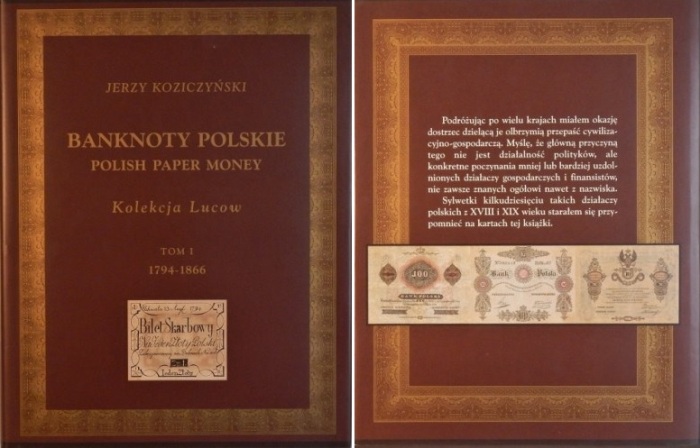 JERZY KOZICZYŃSKI
BANKNOTY POLSKIE
POLISH PAPER MONEY
Kolekcja Lucow
TOM I
1794-1866
Bilet Skarbowy
Podróżując po wielu krajach miałem okazję
dostrzec dzielącą je olbrzymią przepaść cywiliza-
cyjno-gospodarczą. Myślę, że główną przyczyną
tego nie jest działalność polityków, ale
konkretne poczynania mniej lub bardziej uzdol-
nionych działaczy gospodarczych i finansistów,
nie zawsze znanych ogółowi nawet z nazwiska.
Sylwetki kilkudziesięciu takich działaczy
polskich z XVIII i XIX wieku starałem się przy-
pomnieć na kartach tej książki.
100
Bank Polski